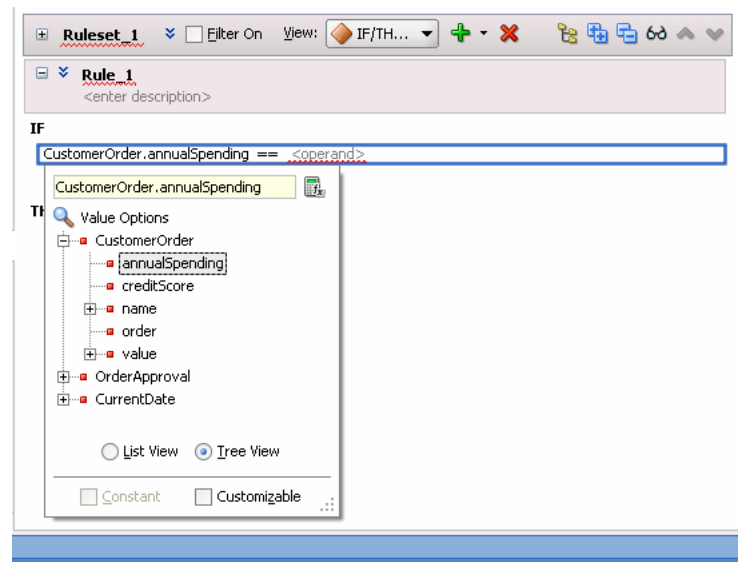 Ruleset_1 Filter On View: IF/TH...
Rule_1
<enter description>
IF
CustomerOrder.annualSpending == <operand>
CustomerOrder.annualSpending
TH
Value Options
CustomerOrder
annualSpending
creditScore
name
order
value
OrderApproval
CurrentDate
List View Tree View
Constant Customizable